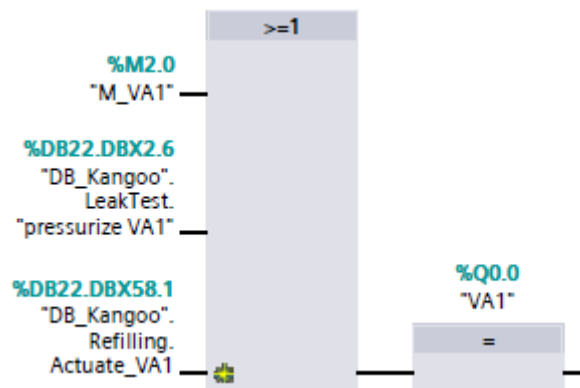 >=1
%M2.0
"M_VA1"
%DB22.DBX2.6
"DB_Kangoo".
LeakTest.
"pressurize VA1"
%DB22.DBX58.1
"DB_Kangoo".
Refilling.
Actuate_VA1
%Q0.0
"VA1"
=